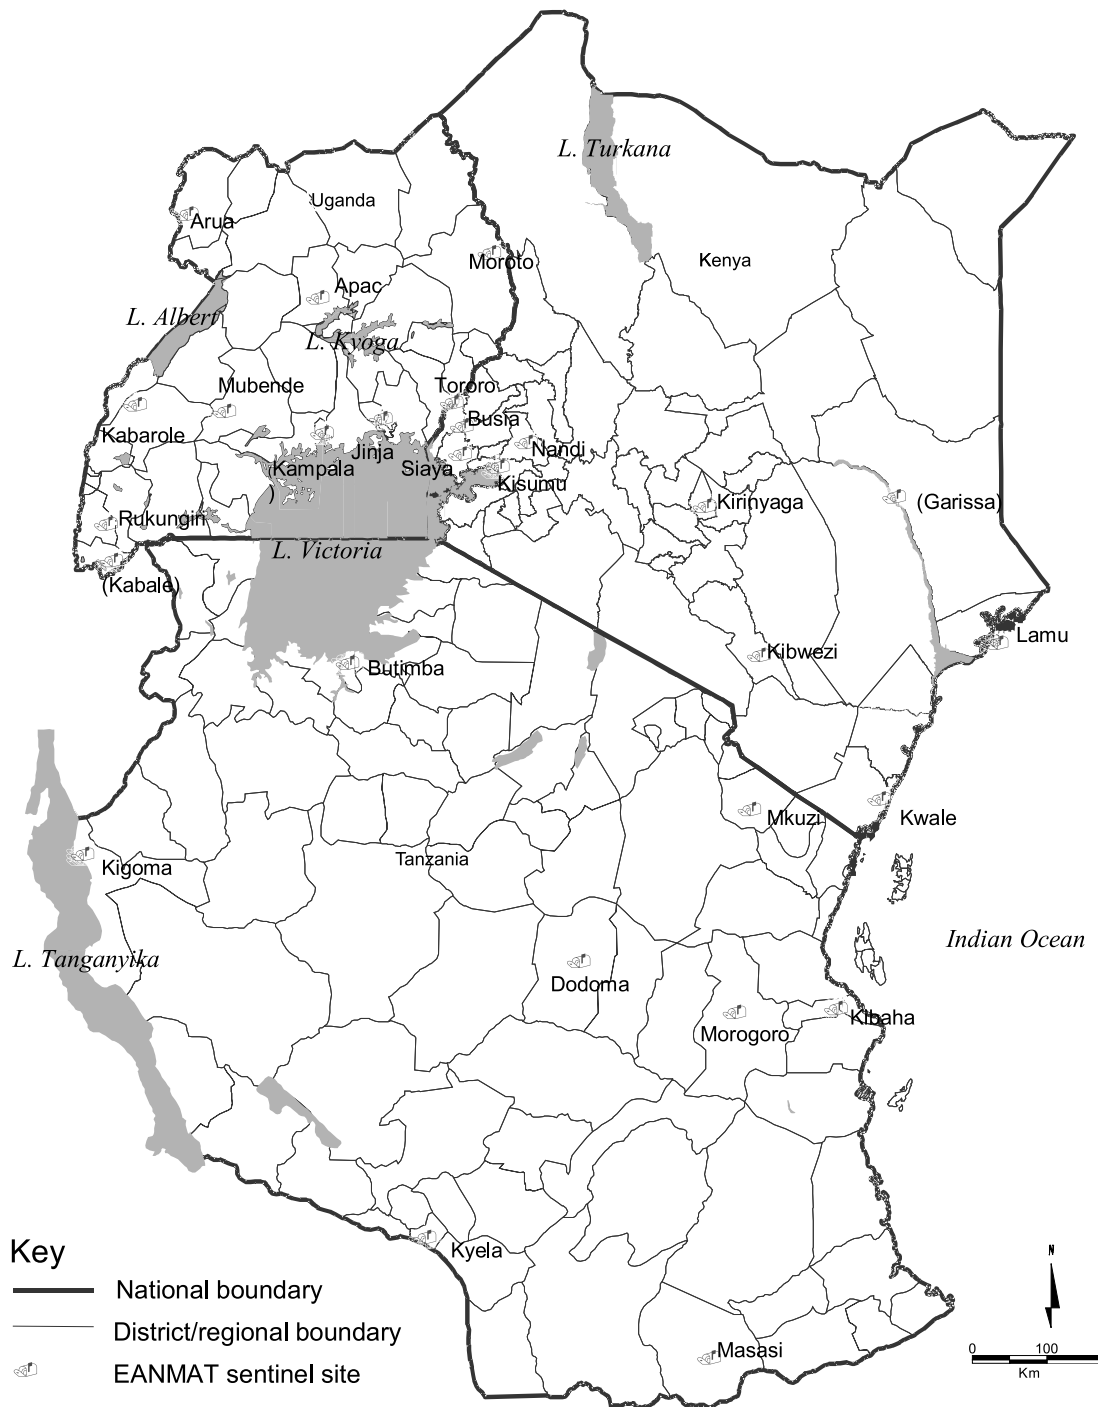 L. Turkana
Uganda
Arua
Moroto
Kenya
Apac
L. Albert
L. Kyoga
Mubende
Tororo
Kabarole
Busia
Jinja
Nandi
Kampala
Siaya
( )
Kisumu
Kirinyaga
(Garissa)
Rukungiri
L. Victoria
(Kabale)
Lamu
Kibwezi
Butimba
Mkuzi
Kwale
Tanzania
Kigoma
Indian Ocean
L. Tanganyika
Dodoma
Kibaha
Morogoro
Key
Kyela
National boundary
District/regional boundary
EANMAT sentinel site
Masasi
N
0 100
Km